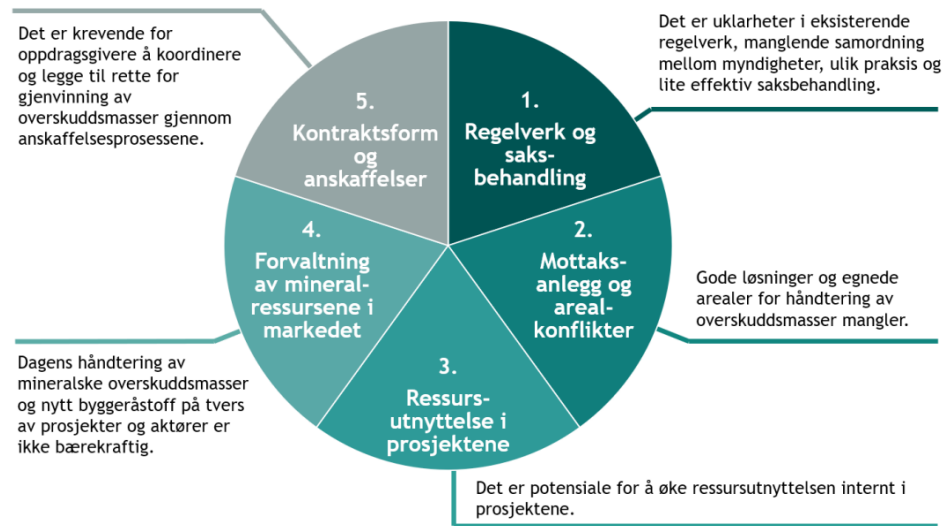 Det er krevende for
oppdragsgivere å koordinere
og legge til rette for
gjenvinning av
overskuddsmasser gjennom
anskaffelsesprosessene.
Det er uklarheter i eksisterende
regelverk, manglende samordning
mellom myndigheter, ulik praksis og
lite effektiv saksbehandling.
5.
Kontraktsform
og
anskaffelser
1.
Regelverk og
saks-
behandling
2.
Mottaks-
anlegg og
areal-
konflikter
Gode løsninger og egnede
arealer for håndtering av
overskuddsmasser mangler.
4.
Forvaltning
av mineral-
ressursene i
markedet
Dagens håndtering av
mineralske overskuddsmasser
og nytt byggeråstoff på tvers
av prosjekter og aktører er
ikke bærekraftig.
3.
Ressurs-
utnyttelse i
prosjektene
Det er potensiale for å øke ressursutnyttelsen internt i
prosjektene.